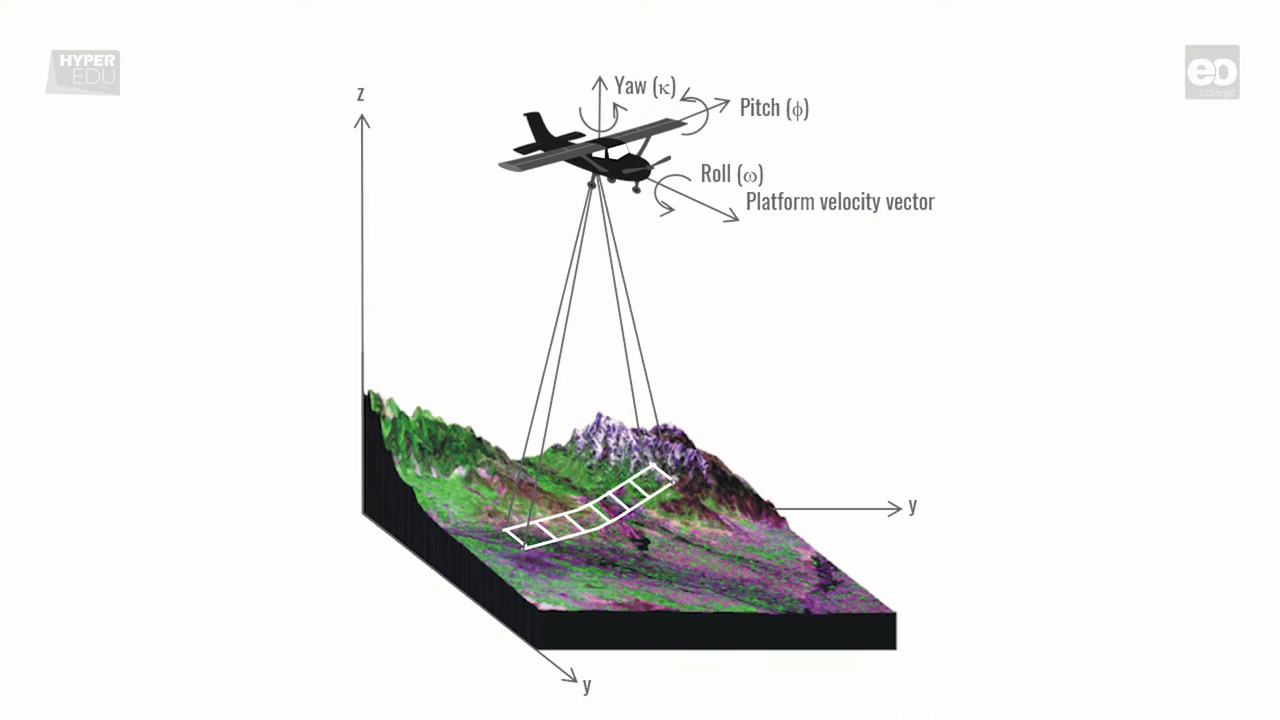 HYPER
EDU
eo
college
z
Yaw (κ)
Pitch (ϕ)
Roll (ω)
Platform velocity vector
y
y